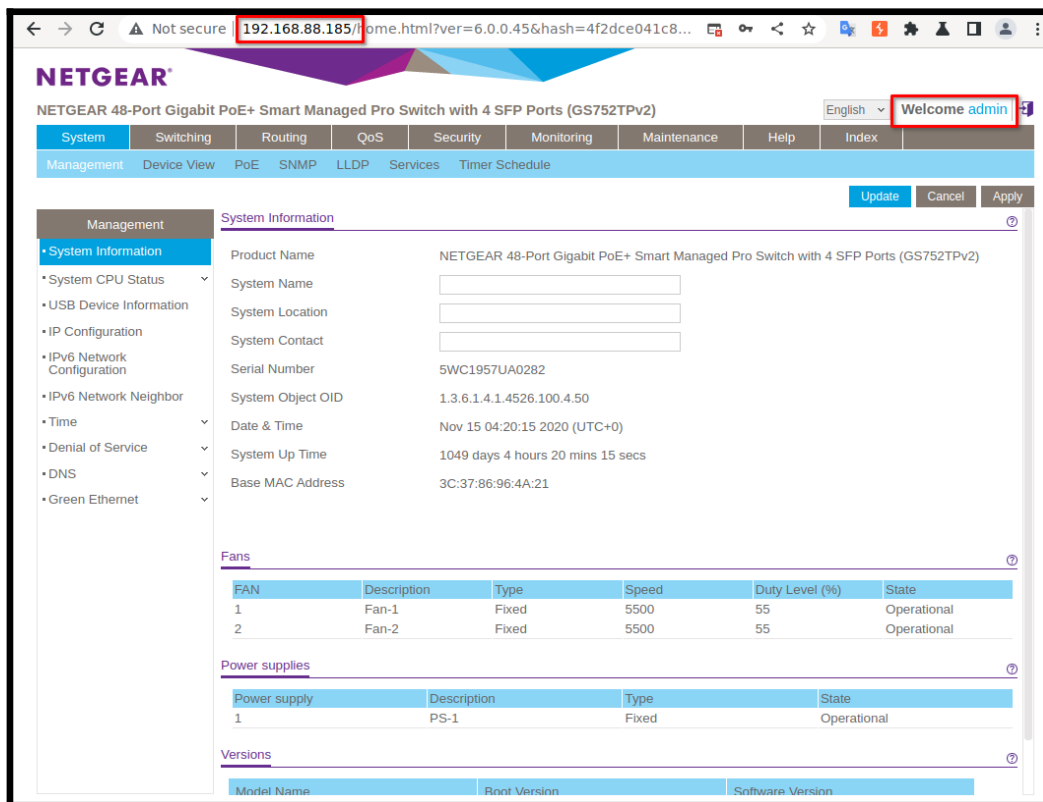 Not secure 192.168.88.185/home.html?ver=6.0.0.45&hash=4f2dce041c8...
NETGEAR®
NETGEAR 48-Port Gigabit PoE+ Smart Managed Pro Switch with 4 SFP Ports (GS752TPv2) English Welcome admin
System Switching Routing QoS Security Monitoring Maintenance Help Index
Management Device View PoE SNMP LLDP Services Timer Schedule
Update Cancel Apply
Management
System Information
System CPU Status
USB Device Information
IP Configuration
IPv6 Network
Configuration
IPv6 Network Neighbor
Time
Denial of Service
DNS
Green Ethernet
System Information
Product Name NETGEAR 48-Port Gigabit PoE+ Smart Managed Pro Switch with 4 SFP Ports (GS752TPv2)
System Name
System Location
System Contact
Serial Number 5WC1957UA0282
System Object OID 1.3.6.1.4.1.4526.100.4.50
Date & Time Nov 15 04:20:15 2020 (UTC+0)
System Up Time 1049 days 4 hours 20 mins 15 secs
Base MAC Address 3C:37:86:96:4A:21
Fans
FAN Description Type Speed Duty Level (%) State
1 Fan-1 Fixed 5500 55 Operational
2 Fan-2 Fixed 5500 55 Operational
Power supplies
Power supply Description Type State
1 PS-1 Fixed Operational
Versions
Model Name Boot Version Software Version